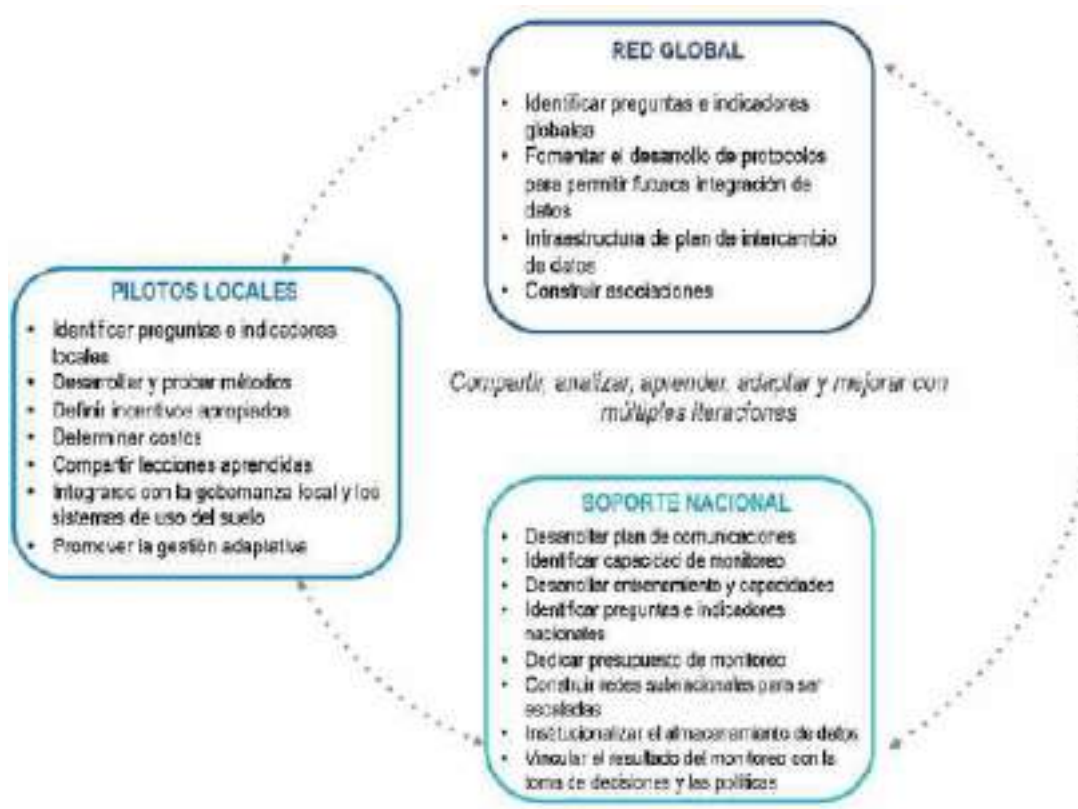 RED GLOBAL
• Identificar preguntas e indicadores
globales
• Fomentar el desarrollo de protocolos
para permitir futuaca integración de
datos
• Infraestructura de plan de intercambio
de datos
• Construir asociaciones
PILOTOS LOCALES
• Identificar preguntas e indicadores
locales
• Desarrollar y probar métodos
• Definir incentivos apropiados
• Determinar costos
• Compartir lecciones aprendidas
• Integrarse con la gobernanza local y los
sistemas de uso del suelo
• Promover la gestión adaptativa
Compartir, analizar, aprender, adaptar y mejorar con
múltiples iteraciones
SOPORTE NACIONAL
• Desarrollar plan de comunicaciones
• Identificar capacidad de monitoreo
• Desarrollar entrenamiento y capacidades
• Identificar preguntas e indicadores
nacionales
• Dedicar presupuesto de monitoreo
• Construir redes subnacionales para ser
escaladas
• Institucionalizar el almacenamiento de datos
• Vincular el resultado del monitoreo con la
toma de decisiones y las políticas